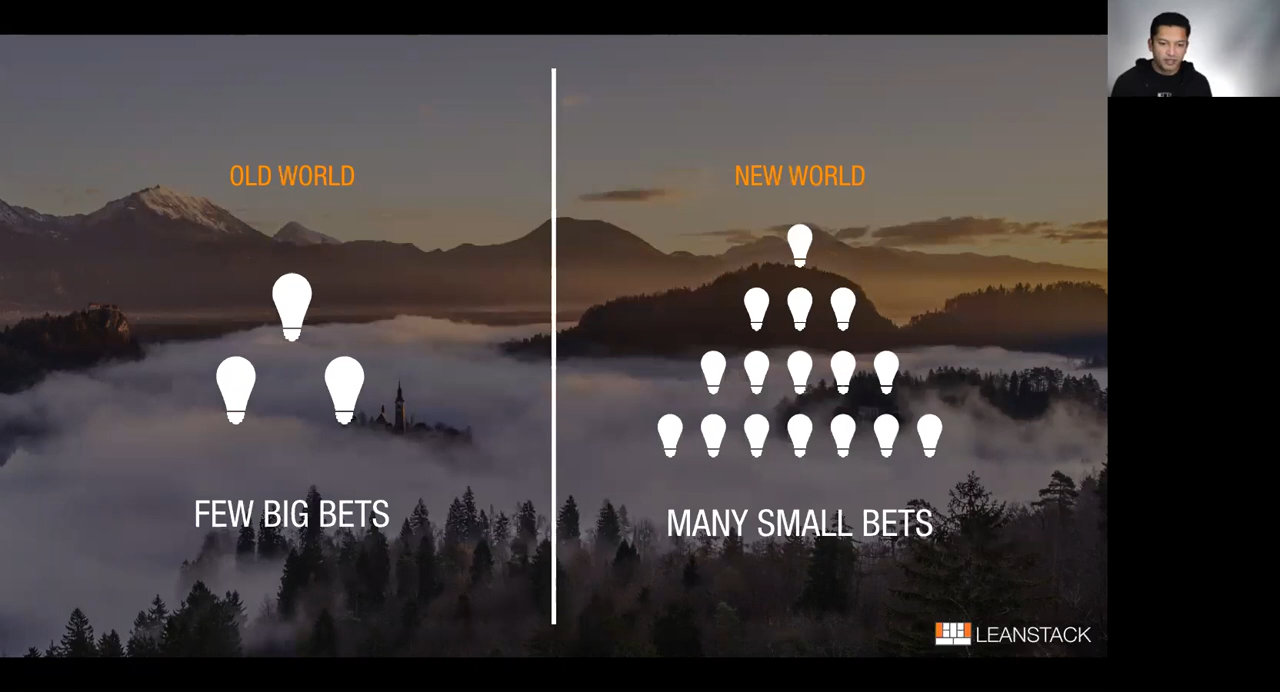 OLD WORLD
NEW WORLD
FEW BIG BETS
MANY SMALL BETS
LEANSTACK